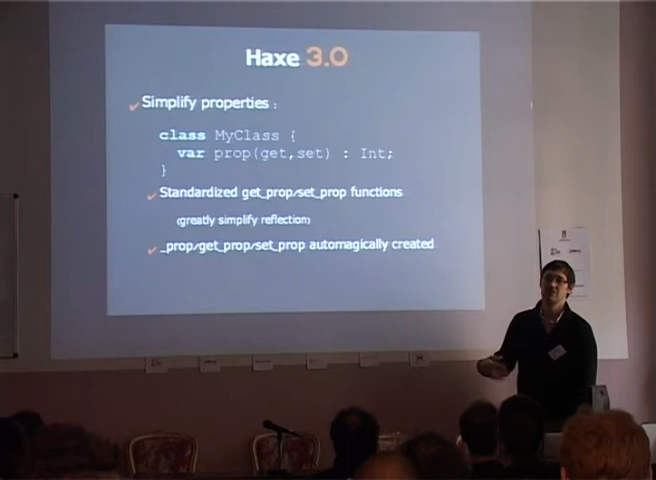 Haxe 3.0
Simplify properties :
class MyClass {
var prop(get,set) : Int;
}
Standardized get_prop/set_prop functions
(greatly simplify reflection)
_prop/get_prop/set_prop automagically created